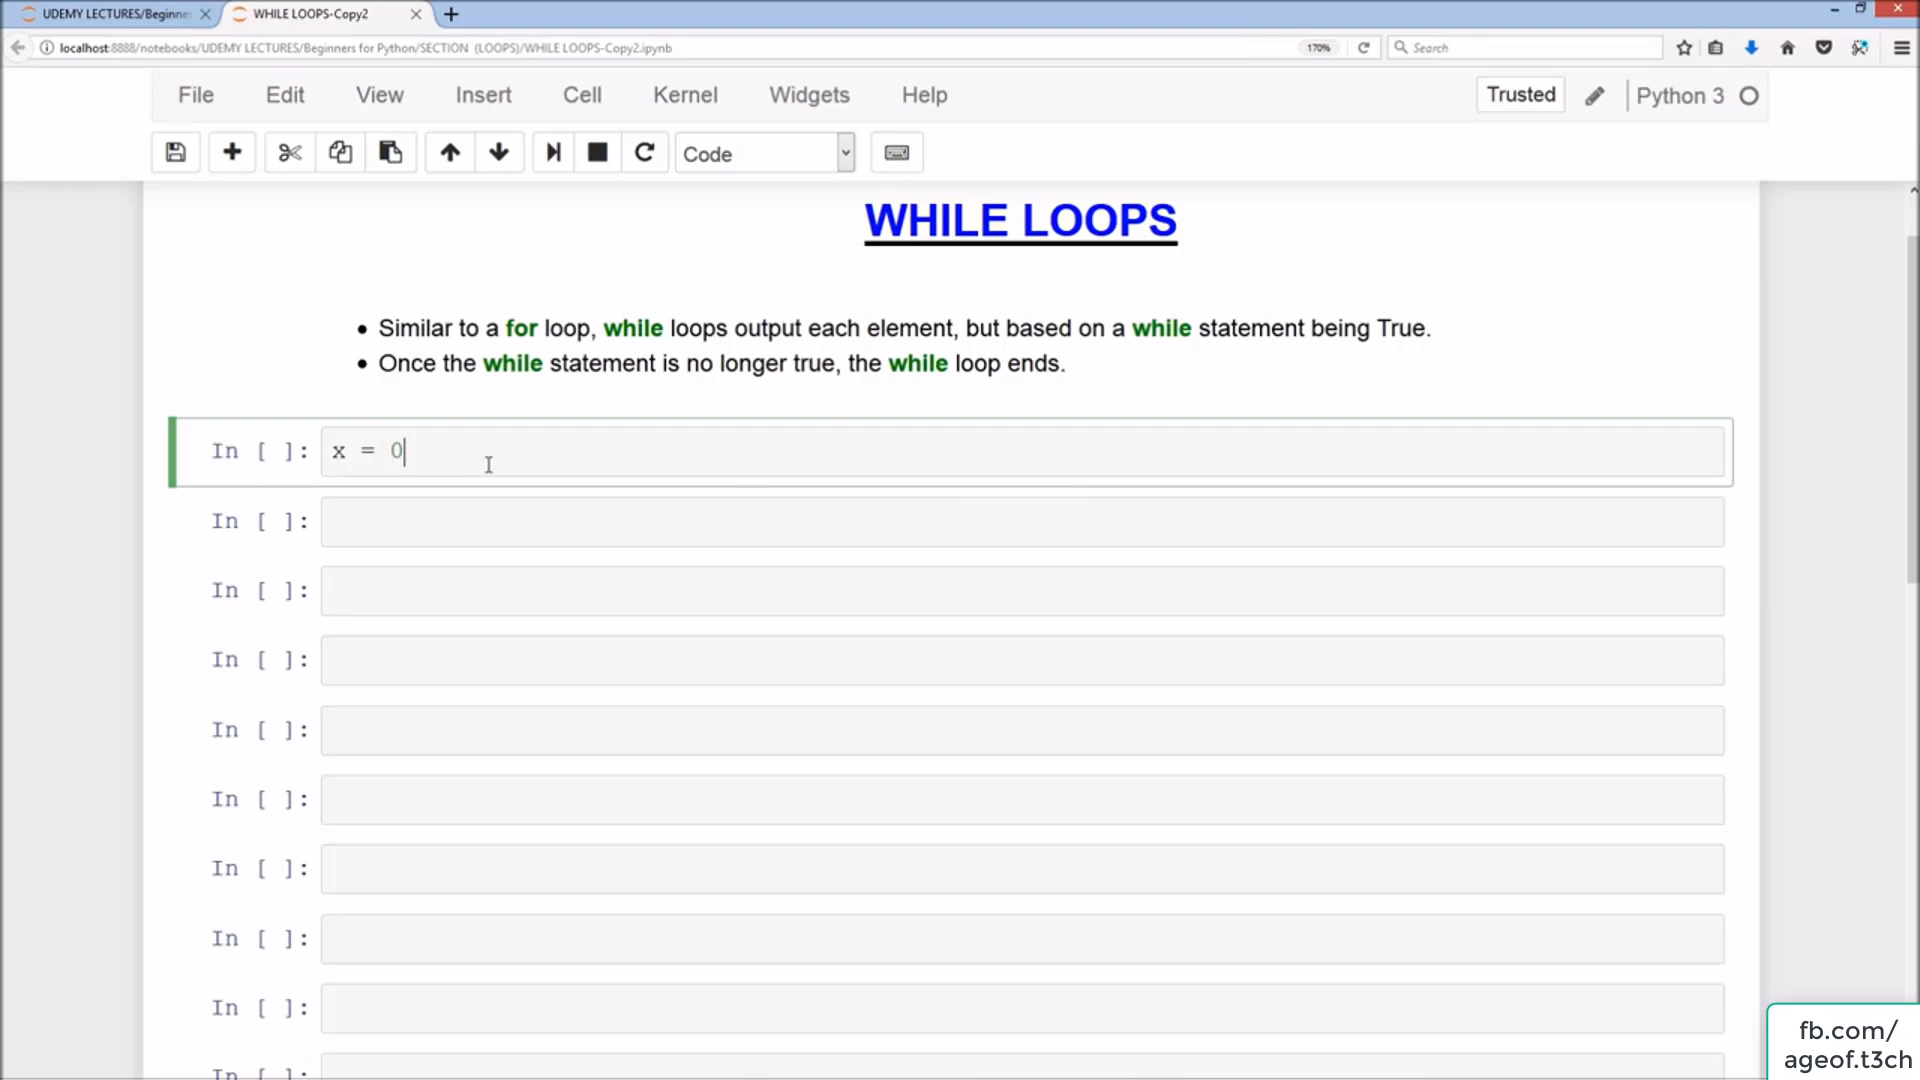 UDEMY LECTURES/Beginne
WHILE LOOPS-Copy2
localhost:8888/notebooks/UDEMY LECTURES/Beginners for Python/SECTION (LOOPS)/WHILE LOOPS-Copy2.ipynb
170%
Search
File
Edit
View
Insert
Cell
Kernel
Widgets
Help
Trusted
Python 3
Code
WHILE LOOPS
• Similar to a for loop, while loops output each element, but based on a while statement being True.
• Once the while statement is no longer true, the while loop ends.
In [ ]: x = 0
In [ ]:
In [ ]:
In [ ]:
In [ ]:
In [ ]:
In [ ]:
In [ ]:
In [ ]:
In [ ]:
fb.com/
ageof.t3ch